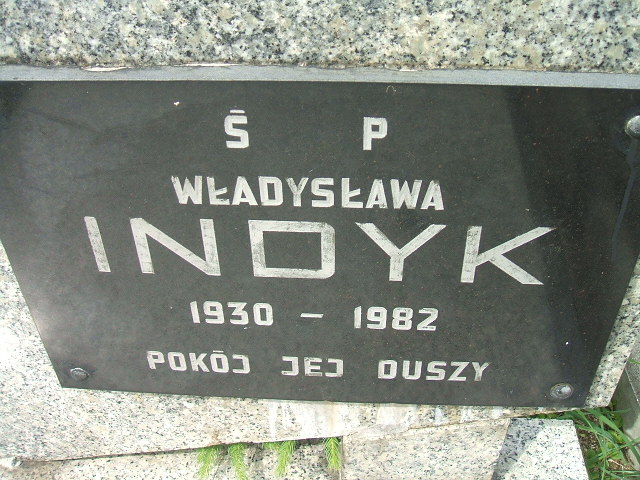 Ś P
WŁADYSŁAWA
INDYK
1930 - 1982
POKÓJ JEJ DUSZY